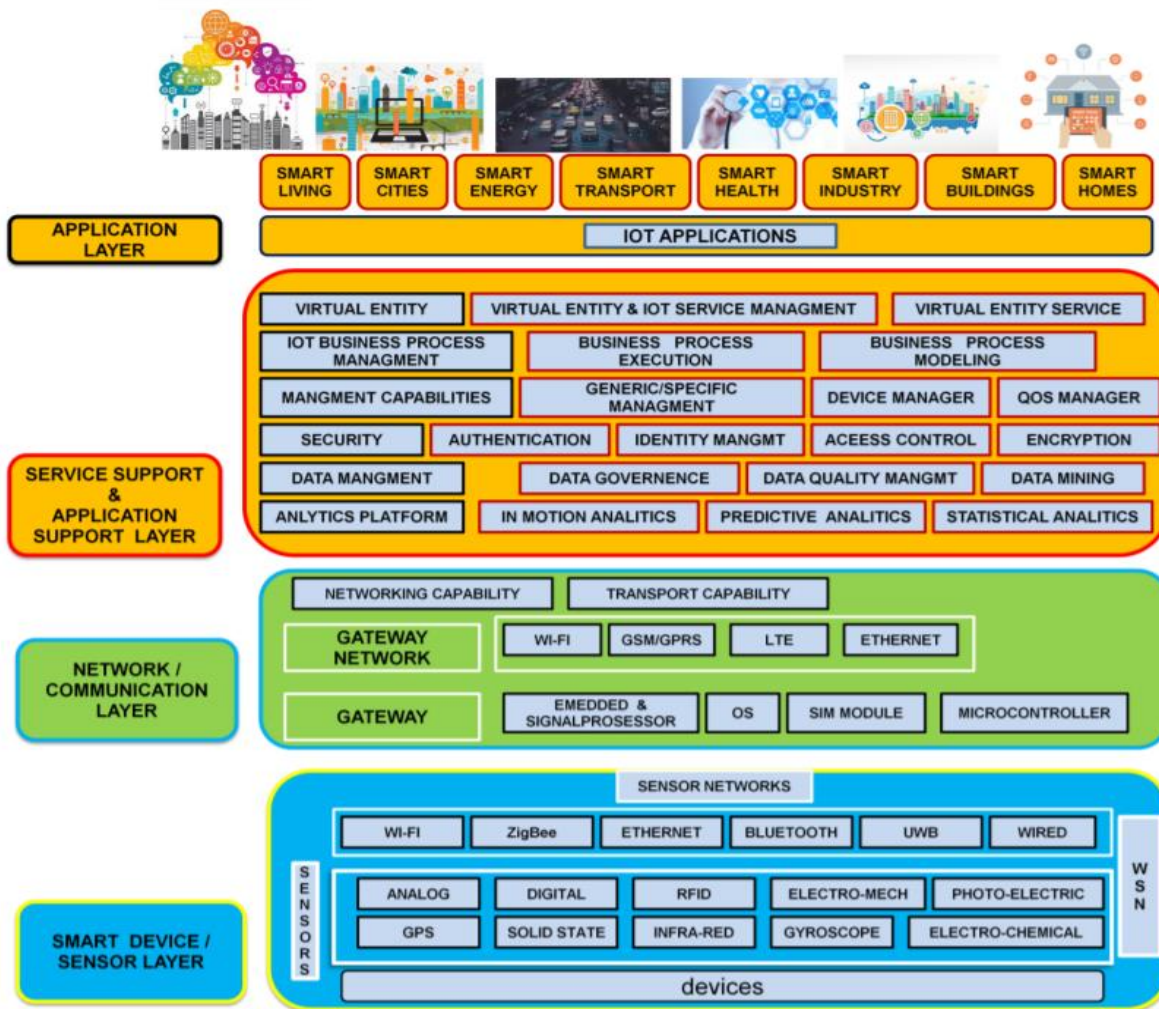 SMART
LIVING
SMART
CITIES
SMART
ENERGY
SMART
TRANSPORT
SMART
HEALTH
SMART
INDUSTRY
SMART
BUILDINGS
SMART
HOMES
APPLICATION
LAYER
IOT APPLICATIONS
VIRTUAL ENTITY
VIRTUAL ENTITY & IOT SERVICE MANAGMENT
VIRTUAL ENTITY SERVICE
IOT BUSINESS PROCESS
MANAGMENT
BUSINESS PROCESS
EXECUTION
BUSINESS PROCESS
MODELING
MANGMENT CAPABILITIES
GENERIC/SPECIFIC
MANAGMENT
DEVICE MANAGER
QOS MANAGER
SECURITY
AUTHENTICATION
IDENTITY MANGMT
ACEESS CONTROL
ENCRYPTION
SERVICE SUPPORT
&
APPLICATION
SUPPORT LAYER
DATA MANGMENT
DATA GOVERNENCE
DATA QUALITY MANGMT
DATA MINING
ANLYTICS PLATFORM
IN MOTION ANALITICS
PREDICTIVE ANALITICS
STATISTICAL ANALITICS
NETWORKING CAPABILITY
TRANSPORT CAPABILITY
GATEWAY
NETWORK
WI-FI
GSM/GPRS
LTE
ETHERNET
NETWORK /
COMMUNICATION
LAYER
GATEWAY
EMEDDED &
SIGNALPROSESSOR
OS
SIM MODULE
MICROCONTROLLER
SENSOR NETWORKS
WI-FI
ZigBee
ETHERNET
BLUETOOTH
UWB
WIRED
SENSORS
WSN
ANALOG
DIGITAL
RFID
ELECTRO-MECH
PHOTO-ELECTRIC
GPS
SOLID STATE
INFRA-RED
GYROSCOPE
ELECTRO-CHEMICAL
SMART DEVICE /
SENSOR LAYER
devices